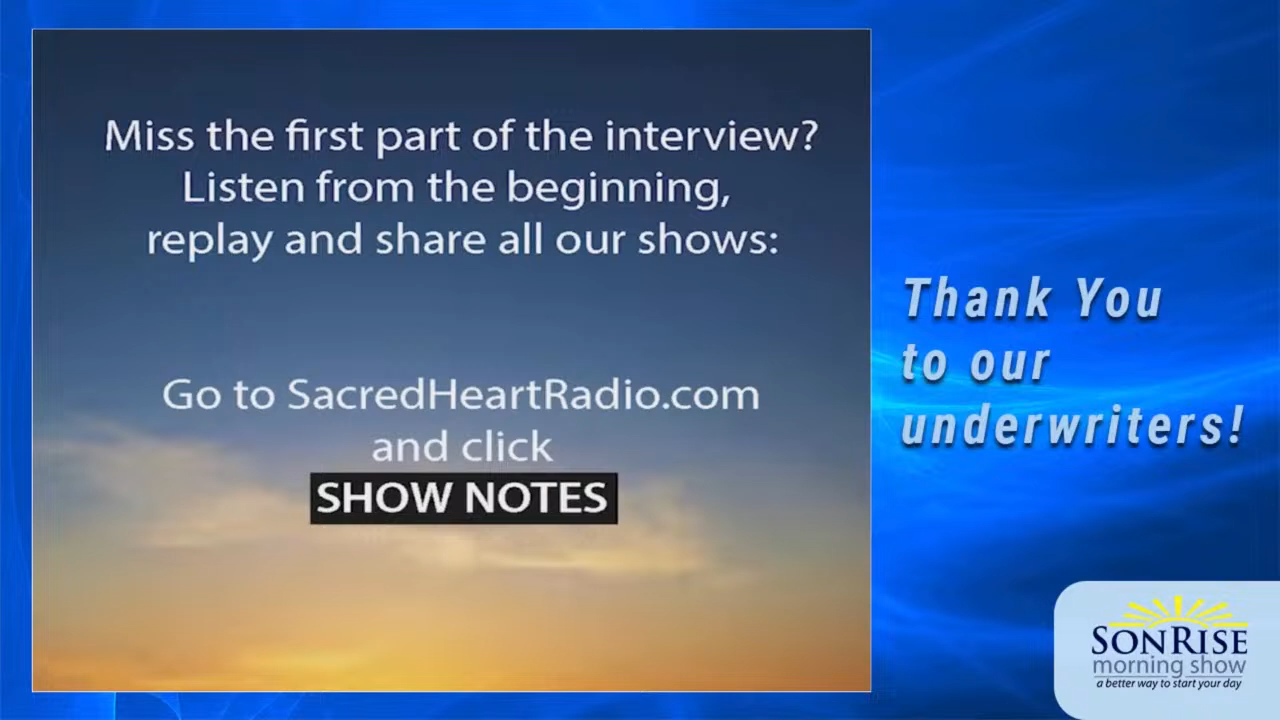 Miss the first part of the interview?
Listen from the beginning,
replay and share all our shows:
Go to SacredHeartRadio.com
and click
SHOW NOTES
Thank You
to our
underwriters!
SONRISE
morning show
a better way to start your day